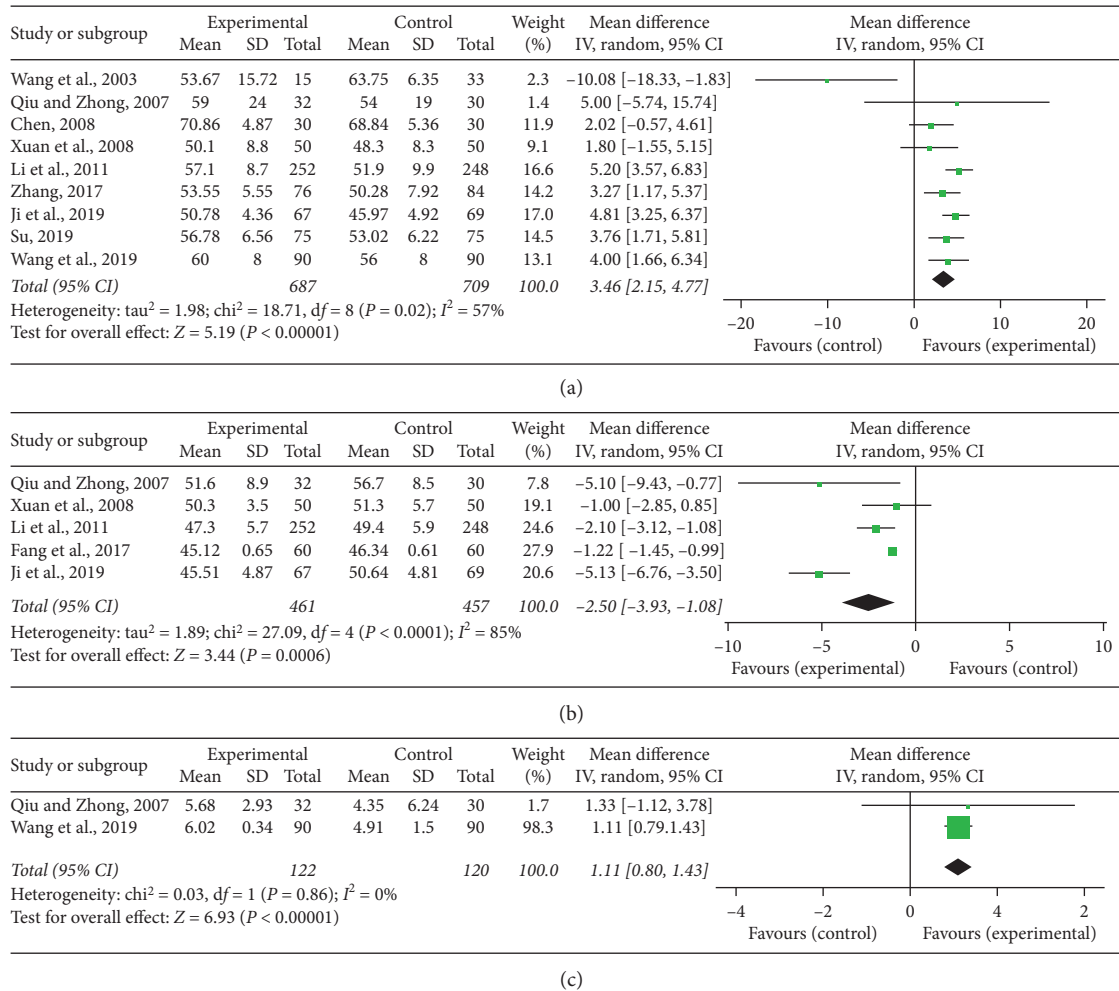 Study or subgroup Experimental Control Weight Mean difference Mean difference
Mean SD Total Mean SD Total (%) IV, random, 95% CI IV, random, 95% CI
Wang et al., 2003 53.67 15.72 15 63.75 6.35 33 2.3 −10.08 [−18.33, −1.83]
Qiu and Zhong, 2007 59 24 32 54 19 30 1.4 5.00 [−5.74, 15.74]
Chen, 2008 70.86 4.87 30 68.84 5.36 30 11.9 2.02 [−0.57, 4.61]
Xuan et al., 2008 50.1 8.8 50 48.3 8.3 50 9.1 1.80 [−1.55, 5.15]
Li et al., 2011 57.1 8.7 252 51.9 9.9 248 16.6 5.20 [3.57, 6.83]
Zhang, 2017 53.55 5.55 76 50.28 7.92 84 14.2 3.27 [1.17, 5.37]
Ji et al., 2019 50.78 4.36 67 45.97 4.92 69 17.0 4.81 [3.25, 6.37]
Su, 2019 56.78 6.56 75 53.02 6.22 75 14.5 3.76 [1.71, 5.81]
Wang et al., 2019 60 8 90 56 8 90 13.1 4.00 [1.66, 6.34]
Total (95% CI) 687 709 100.0 3.46 [2.15, 4.77]
Heterogeneity: tau² = 1.98; chi² = 18.71, df = 8 (P = 0.02); I² = 57%
Test for overall effect: Z = 5.19 (P < 0.00001)
−20 −10 0 10 20
Favours (control) Favours (experimental)
(a)
Study or subgroup Experimental Control Weight Mean difference Mean difference
Mean SD Total Mean SD Total (%) IV, random, 95% CI IV, random, 95% CI
Qiu and Zhong, 2007 51.6 8.9 32 56.7 8.5 30 7.8 −5.10 [−9.43, −0.77]
Xuan et al., 2008 50.3 3.5 50 51.3 5.7 50 19.1 −1.00 [−2.85, 0.85]
Li et al., 2011 47.3 5.7 252 49.4 5.9 248 24.6 −2.10 [−3.12, −1.08]
Fang et al., 2017 45.12 0.65 60 46.34 0.61 60 27.9 −1.22 [ −1.45, −0.99]
Ji et al., 2019 45.51 4.87 67 50.64 4.81 69 20.6 −5.13 [−6.76, −3.50]
Total (95% CI) 461 457 100.0 −2.50 [−3.93, −1.08]
Heterogeneity: tau² = 1.89; chi² = 27.09, df = 4 (P < 0.0001); I² = 85%
Test for overall effect: Z = 3.44 (P = 0.0006)
−10 −5 0 5 10
Favours (experimental) Favours (control)
(b)
Study or subgroup Experimental Control Weight Mean difference Mean difference
Mean SD Total Mean SD Total (%) IV, random, 95% CI IV, random, 95% CI
Qiu and Zhong, 2007 5.68 2.93 32 4.35 6.24 30 1.7 1.33 [−1.12, 3.78]
Wang et al., 2019 6.02 0.34 90 4.91 1.5 90 98.3 1.11 [0.79.1.43]
Total (95% CI) 122 120 100.0 1.11 [0.80, 1.43]
Heterogeneity: chi² = 0.03, df = 1 (P = 0.86); I² = 0%
Test for overall effect: Z = 6.93 (P < 0.00001)
−4 −2 0 4 2
Favours (control) Favours (experimental)
(c)